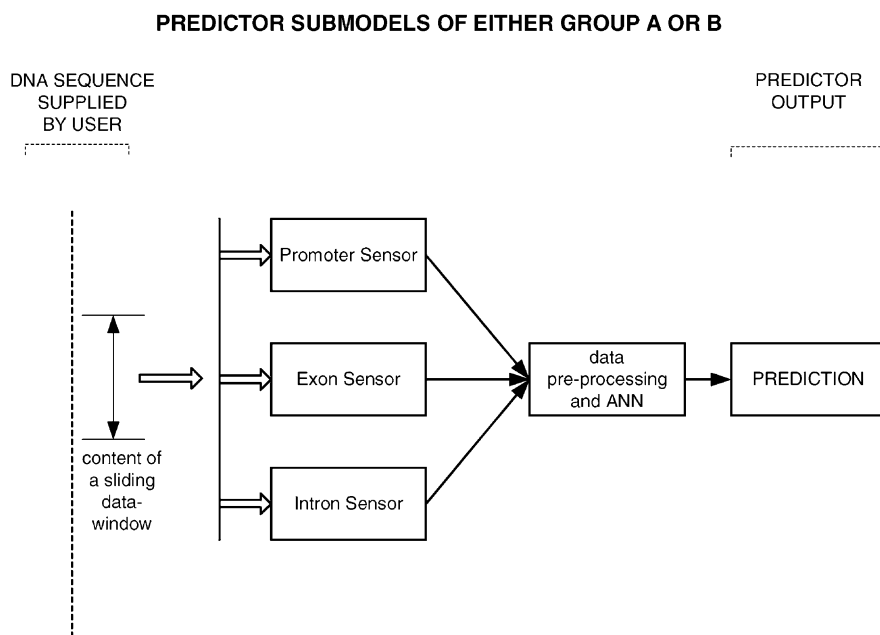 PREDICTOR SUBMODELS OF EITHER GROUP A OR B
DNA SEQUENCE
SUPPLIED
BY USER
PREDICTOR
OUTPUT
Promoter Sensor
Exon Sensor
Intron Sensor
data
pre-processing
and ANN
PREDICTION
content of
a sliding
data-
window